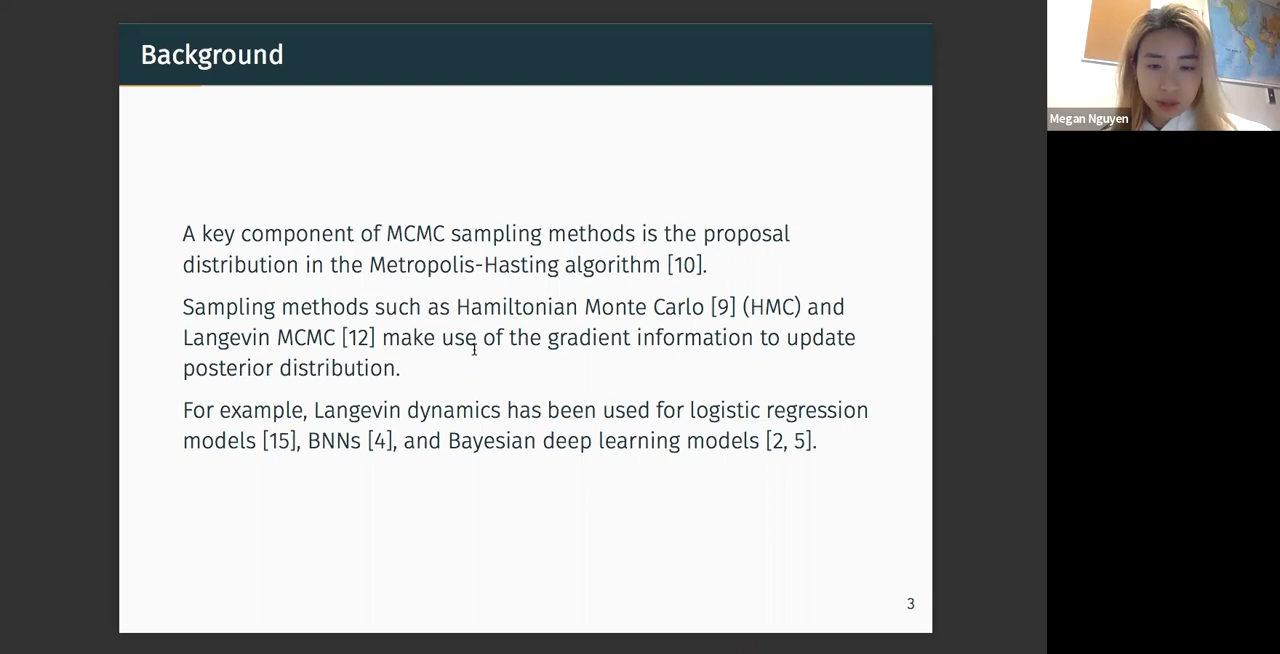 Background
A key component of MCMC sampling methods is the proposal
distribution in the Metropolis-Hasting algorithm [10].
Sampling methods such as Hamiltonian Monte Carlo [9] (HMC) and
Langevin MCMC [12] make use of the gradient information to update
posterior distribution.
For example, Langevin dynamics has been used for logistic regression
models [15], BNNs [4], and Bayesian deep learning models [2, 5].
3
Megan Nguyen